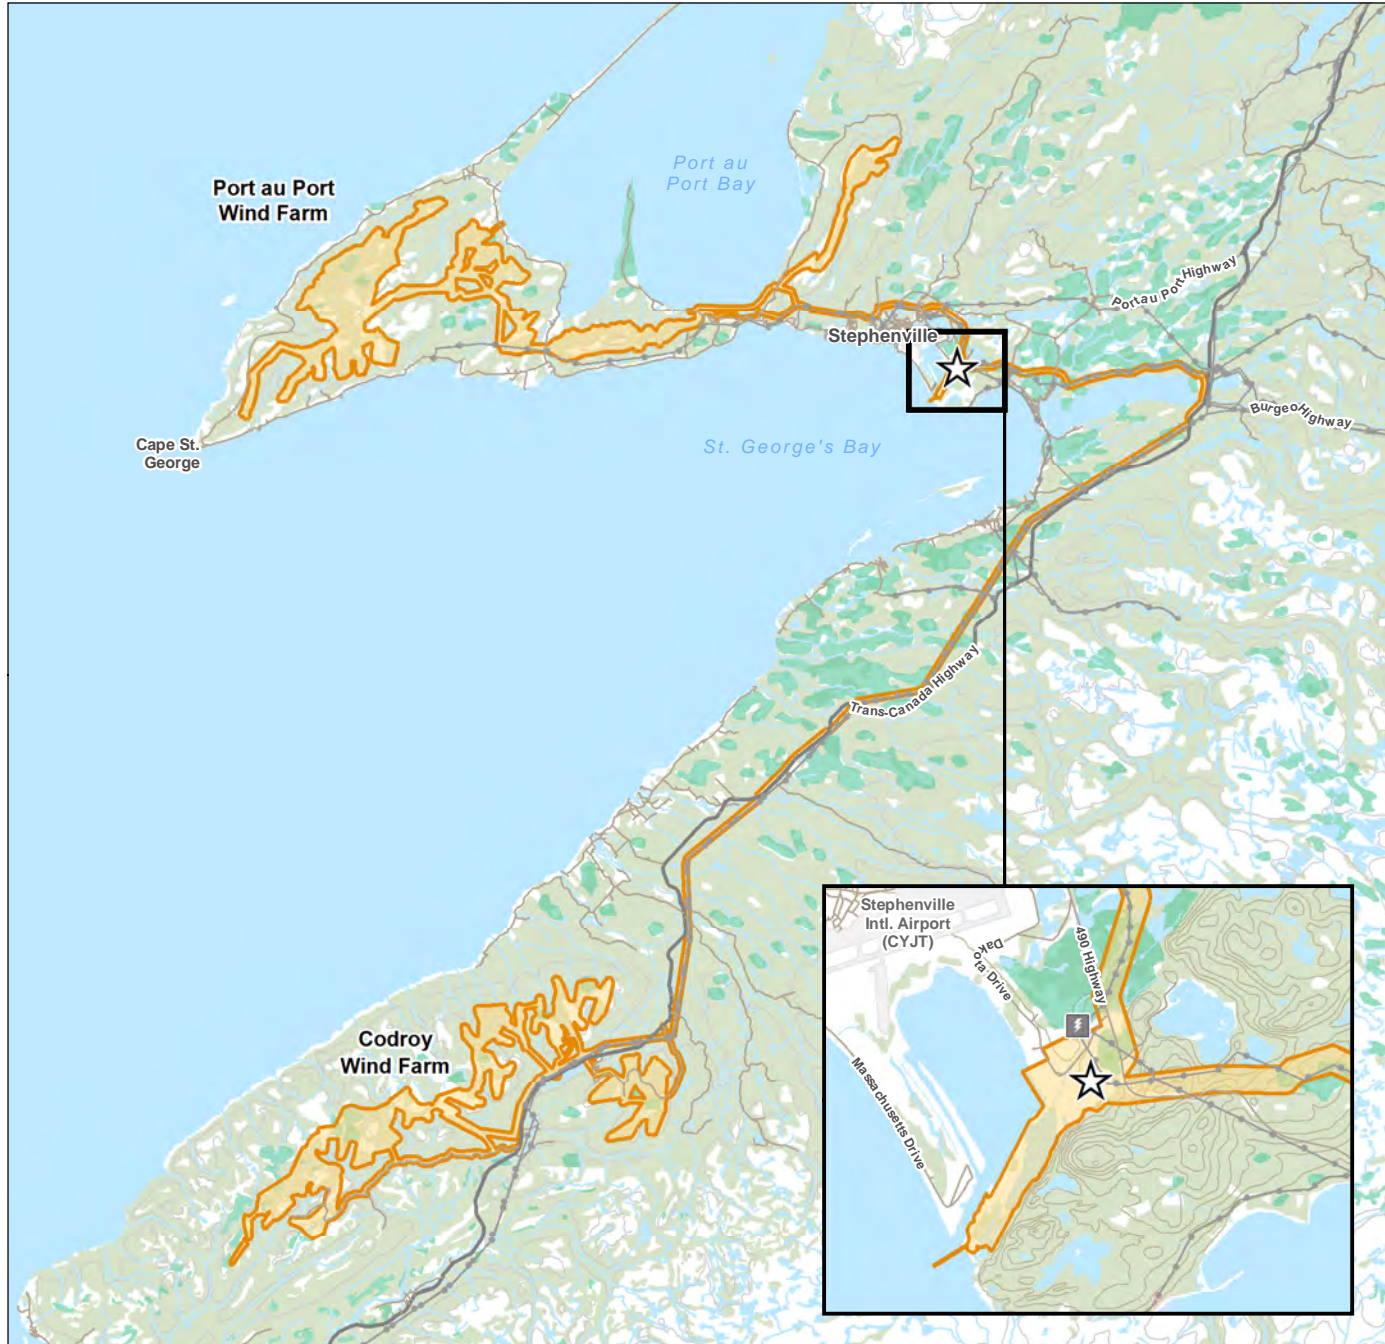 Port au
Port Bay
Port au Port
Wind Farm
Port au Port Highway
Stephenville
Burgeo Highway
Cape St.
George
St. George's Bay
Trans-Canada Highway
Stephenville
Intl. Airport
(CYJT)
Dakota Drive
490 Highway
Massachusetts Drive
Codroy
Wind Farm